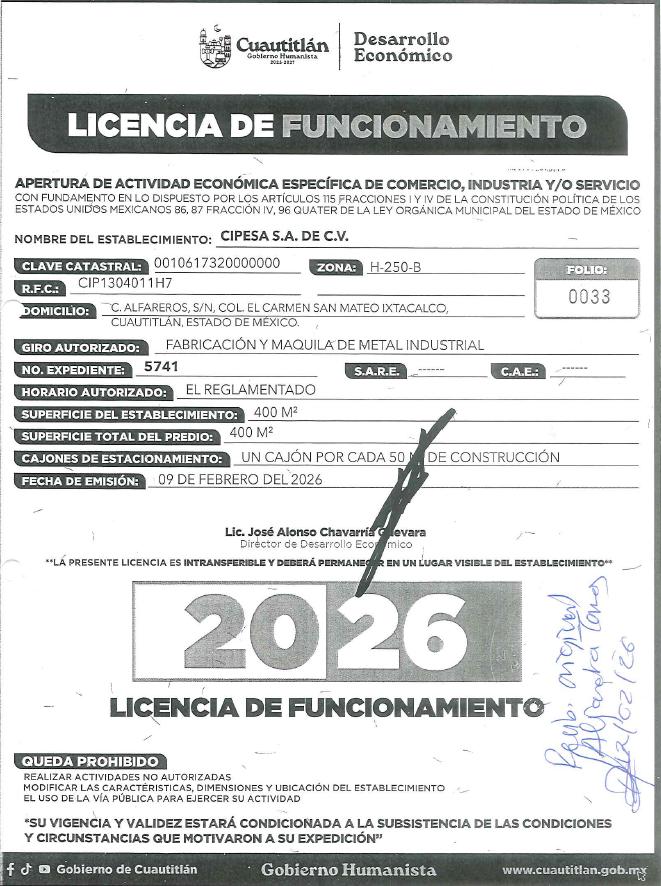 Cuautitlán
Gobierno Humanista
2025-2027
Desarrollo
Económico
LICENCIA DE FUNCIONAMIENTO
APERTURA DE ACTIVIDAD ECONÓMICA ESPECÍFICA DE COMERCIO, INDUSTRIA Y/O SERVICIO
CON FUNDAMENTO EN LO DISPUESTO POR LOS ARTÍCULOS 115 FRACCIONES I Y IV DE LA CONSTITUCIÓN POLÍTICA DE LOS
ESTADOS UNIDOS MEXICANOS 86, 87 FRACCIÓN IV, 96 QUATER DE LA LEY ORGÁNICA MUNICIPAL DEL ESTADO DE MÉXICO
NOMBRE DEL ESTABLECIMIENTO: CIPESA S.A. DE C.V.
CLAVE CATASTRAL: 0010617320000000 ZONA: H-250-B
FOLIO:
0033
R.F.C.: CIP1304011H7
DOMICILIO: C. ALFAREROS, S/N, COL. EL CARMEN SAN MATEO IXTACALCO,
CUAUTITLÁN, ESTADO DE MÉXICO.
GIRO AUTORIZADO: FABRICACIÓN Y MAQUILA DE METAL INDUSTRIAL
NO. EXPEDIENTE: 5741 S.A.R.E. ------ C.A.E.: ------
HORARIO AUTORIZADO: EL REGLAMENTADO
SUPERFICIE DEL ESTABLECIMIENTO: 400 M²
SUPERFICIE TOTAL DEL PREDIO: 400 M²
CAJONES DE ESTACIONAMIENTO: UN CAJÓN POR CADA 50 M² DE CONSTRUCCIÓN
FECHA DE EMISIÓN: 09 DE FEBRERO DEL 2026
Lic. José Alonso Chavarría Guevara
Director de Desarrollo Económico
**LA PRESENTE LICENCIA ES INTRANSFERIBLE Y DEBERÁ PERMANECER EN UN LUGAR VISIBLE DEL ESTABLECIMIENTO**
2026
LICENCIA DE FUNCIONAMIENTO
Recib. original
Alejandra
12/02/26
QUEDA PROHIBIDO
REALIZAR ACTIVIDADES NO AUTORIZADAS
MODIFICAR LAS CARACTERÍSTICAS, DIMENSIONES Y UBICACIÓN DEL ESTABLECIMIENTO
EL USO DE LA VÍA PÚBLICA PARA EJERCER SU ACTIVIDAD
"SU VIGENCIA Y VALIDEZ ESTARÁ CONDICIONADA A LA SUBSISTENCIA DE LAS CONDICIONES
Y CIRCUNSTANCIAS QUE MOTIVARON A SU EXPEDICIÓN"
Gobierno de Cuautitlán
Gobierno Humanista
www.cuautitlan.gob.mx